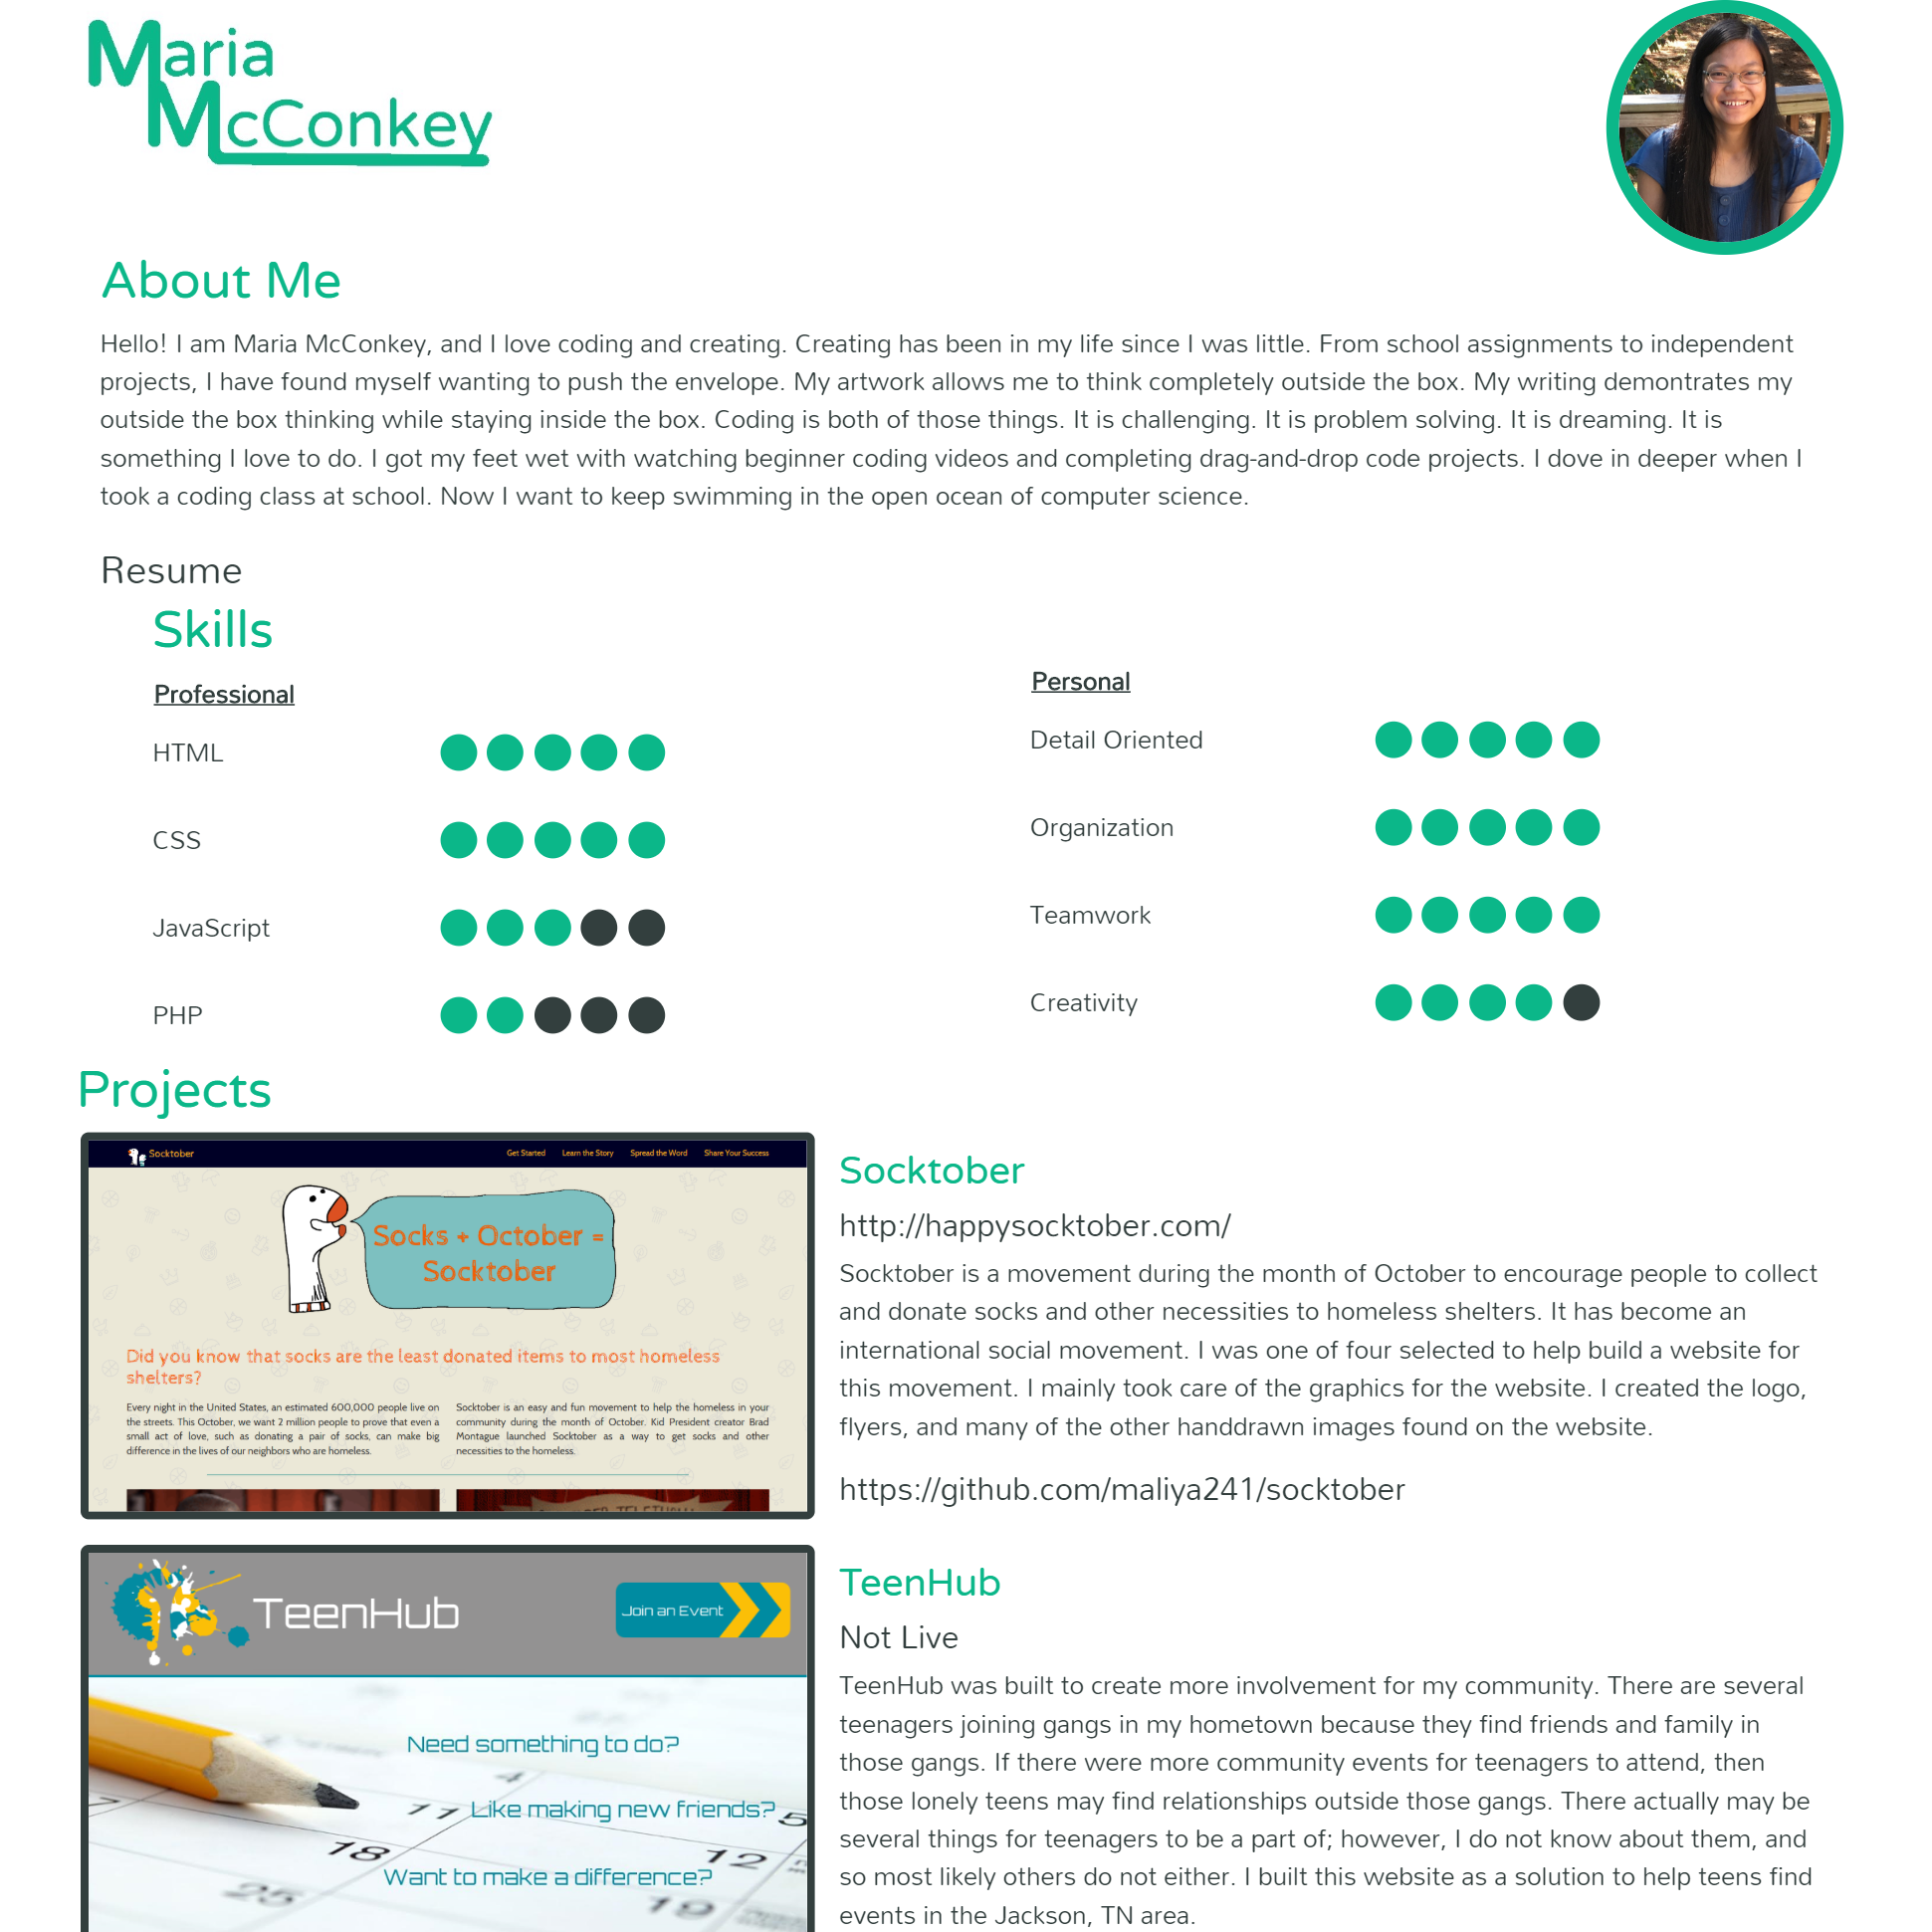 Maria
McConkey
About Me
Hello! I am Maria McConkey, and I love coding and creating. Creating has been in my life since I was little. From school assignments to independent
projects, I have found myself wanting to push the envelope. My artwork allows me to think completely outside the box. My writing demontrates my
outside the box thinking while staying inside the box. Coding is both of those things. It is challenging. It is problem solving. It is dreaming. It is
something I love to do. I got my feet wet with watching beginner coding videos and completing drag-and-drop code projects. I dove in deeper when I
took a coding class at school. Now I want to keep swimming in the open ocean of computer science.
Resume
Skills
Professional
HTML
CSS
JavaScript
PHP
Personal
Detail Oriented
Organization
Teamwork
Creativity
Projects
Socktober
Get Started Learn the Story Spread the Word Share Your Success
Socks + October =
Socktober
Did you know that socks are the least donated items to most homeless
shelters?
Every night in the United States, an estimated 600,000 people live on
the streets. This October, we want 2 million people to prove that even a
small act of love, such as donating a pair of socks, can make big
difference in the lives of our neighbors who are homeless.
Socktober is an easy and fun movement to help the homeless in your
community during the month of October. Kid President creator Brad
Montague launched Socktober as a way to get socks and other
necessities to the homeless.
Socktober
http://happysocktober.com/
Socktober is a movement during the month of October to encourage people to collect
and donate socks and other necessities to homeless shelters. It has become an
international social movement. I was one of four selected to help build a website for
this movement. I mainly took care of the graphics for the website. I created the logo,
flyers, and many of the other handdrawn images found on the website.
https://github.com/maliya241/socktober
TeenHub
Join an Event
Need something to do?
4
7 11 Like making new friends? 5
18 12
Want to make a difference?
25 19
TeenHub
Not Live
TeenHub was built to create more involvement for my community. There are several
teenagers joining gangs in my hometown because they find friends and family in
those gangs. If there were more community events for teenagers to attend, then
those lonely teens may find relationships outside those gangs. There actually may be
several things for teenagers to be a part of; however, I do not know about them, and
so most likely others do not either. I built this website as a solution to help teens find
events in the Jackson, TN area.